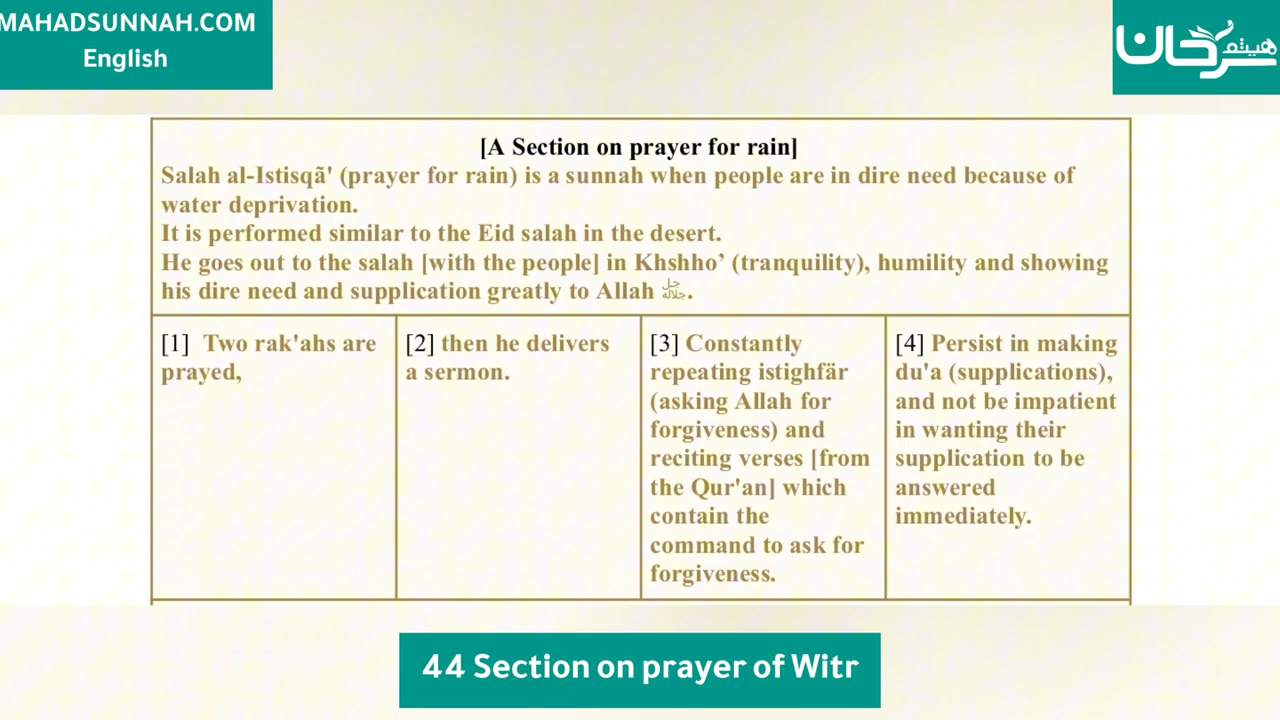 MAHADSUNNAH.COM
English
هيثم
سرحان
[A Section on prayer for rain]
Salah al-Istisqã' (prayer for rain) is a sunnah when people are in dire need because of
water deprivation.
It is performed similar to the Eid salah in the desert.
He goes out to the salah [with the people] in Khshho’ (tranquility), humility and showing
his dire need and supplication greatly to Allah جل جلاله.
[1] Two rak'ahs are
prayed,
[2] then he delivers
a sermon.
[3] Constantly
repeating istighfär
(asking Allah for
forgiveness) and
reciting verses [from
the Qur'an] which
contain the
command to ask for
forgiveness.
[4] Persist in making
du'a (supplications),
and not be impatient
in wanting their
supplication to be
answered
immediately.
44 Section on prayer of Witr